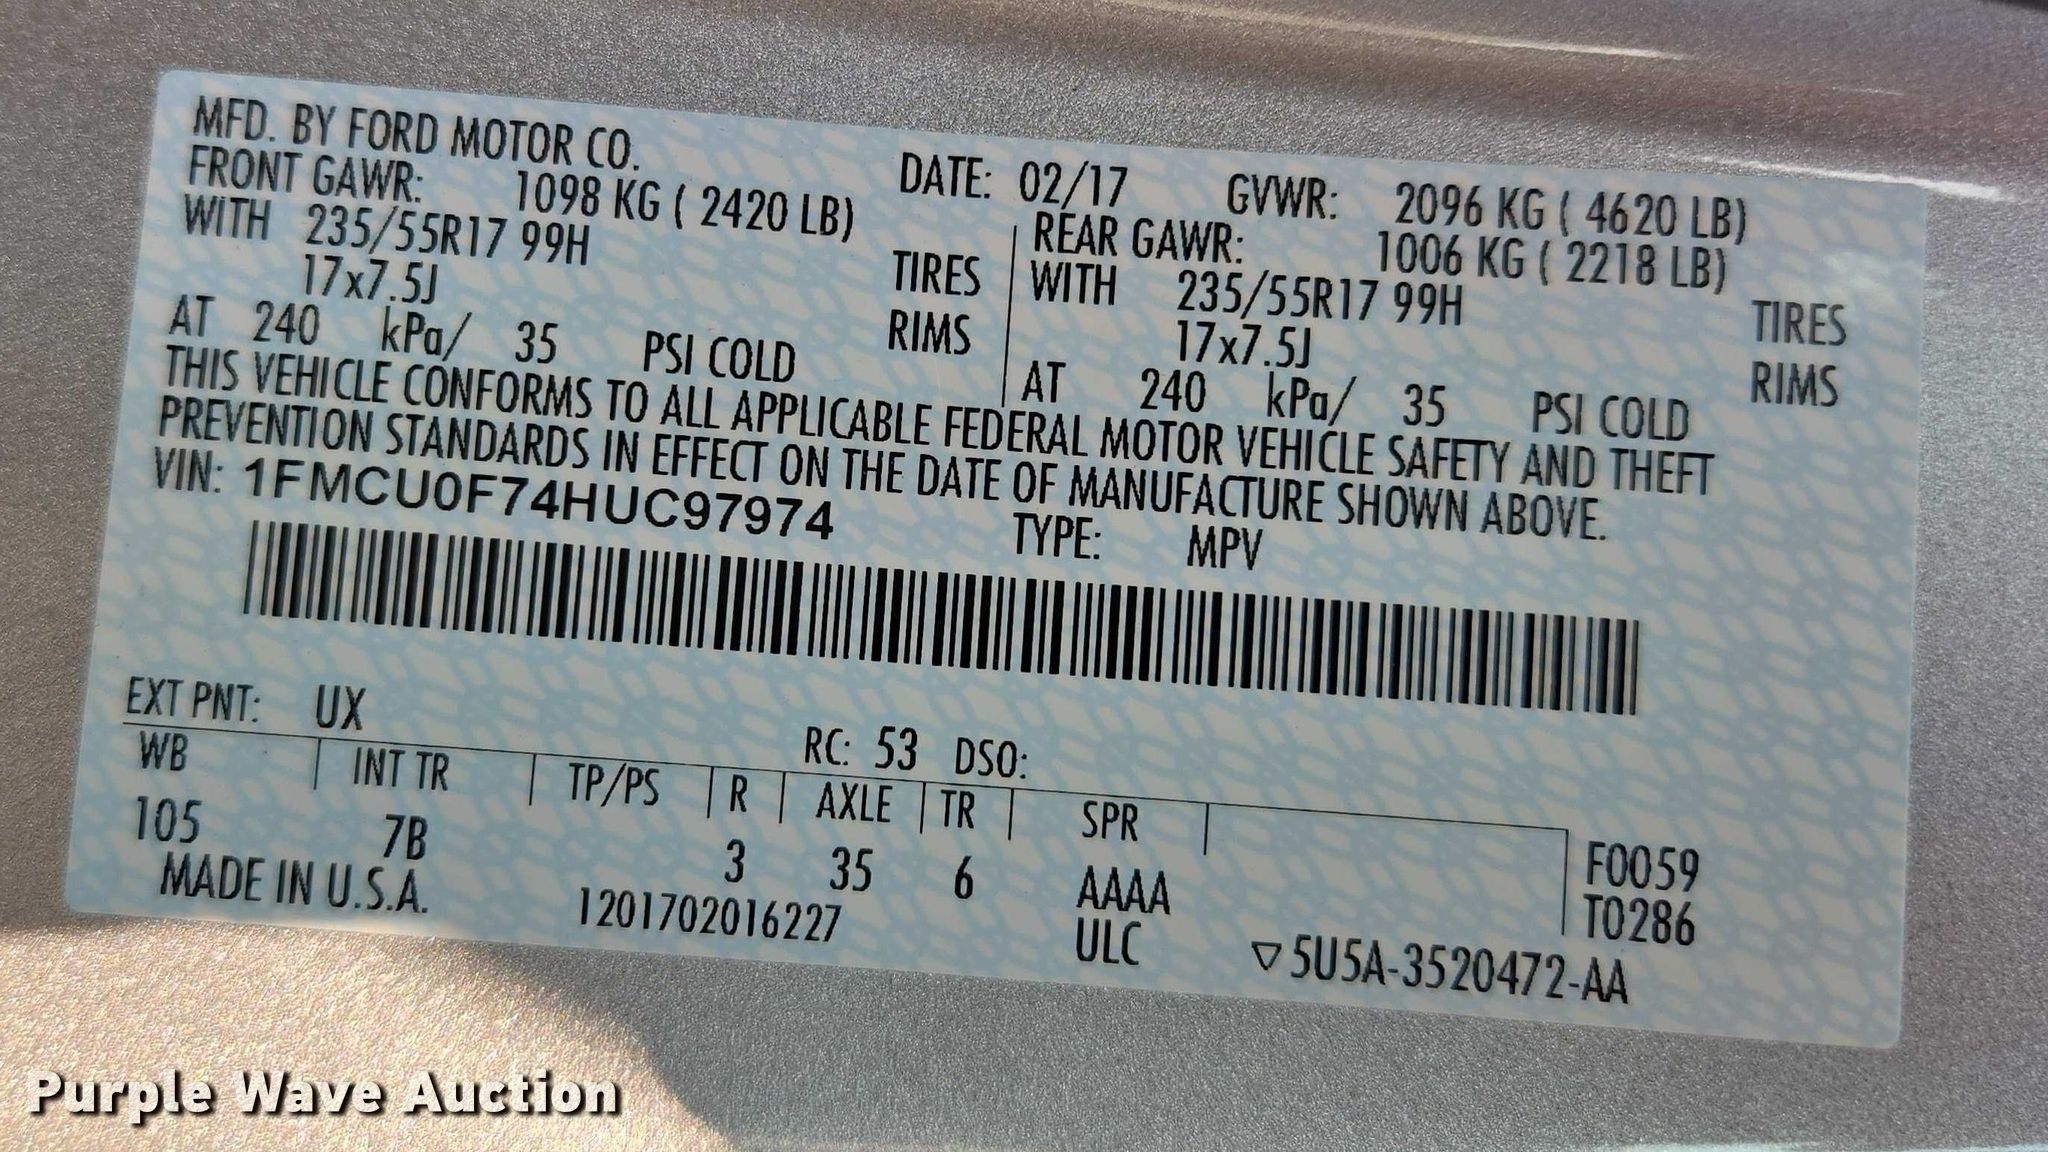 MFD. BY FORD MOTOR CO.
DATE: 02/17 GVWR: 2096 KG ( 4620 LB)
FRONT GAWR: 1098 KG ( 2420 LB)
REAR GAWR: 1006 KG ( 2218 LB)
WITH 235/55R17 99H TIRES
WITH 235/55R17 99H TIRES
17x7.5J RIMS
17x7.5J RIMS
AT 240 kPa/ 35 PSI COLD
AT 240 kPa/ 35 PSI COLD
THIS VEHICLE CONFORMS TO ALL APPLICABLE FEDERAL MOTOR VEHICLE SAFETY AND THEFT
PREVENTION STANDARDS IN EFFECT ON THE DATE OF MANUFACTURE SHOWN ABOVE.
VIN: 1FMCU0F74HUC97974
TYPE: MPV
EXT PNT: UX RC: 53 DSO:
WB INT TR TP/PS R AXLE TR SPR
105 7B 3 35 6 AAAA F0059
ULC T0286
MADE IN U.S.A. 1201702016227 ▽5U5A-3520472-AA
Purple Wave Auction